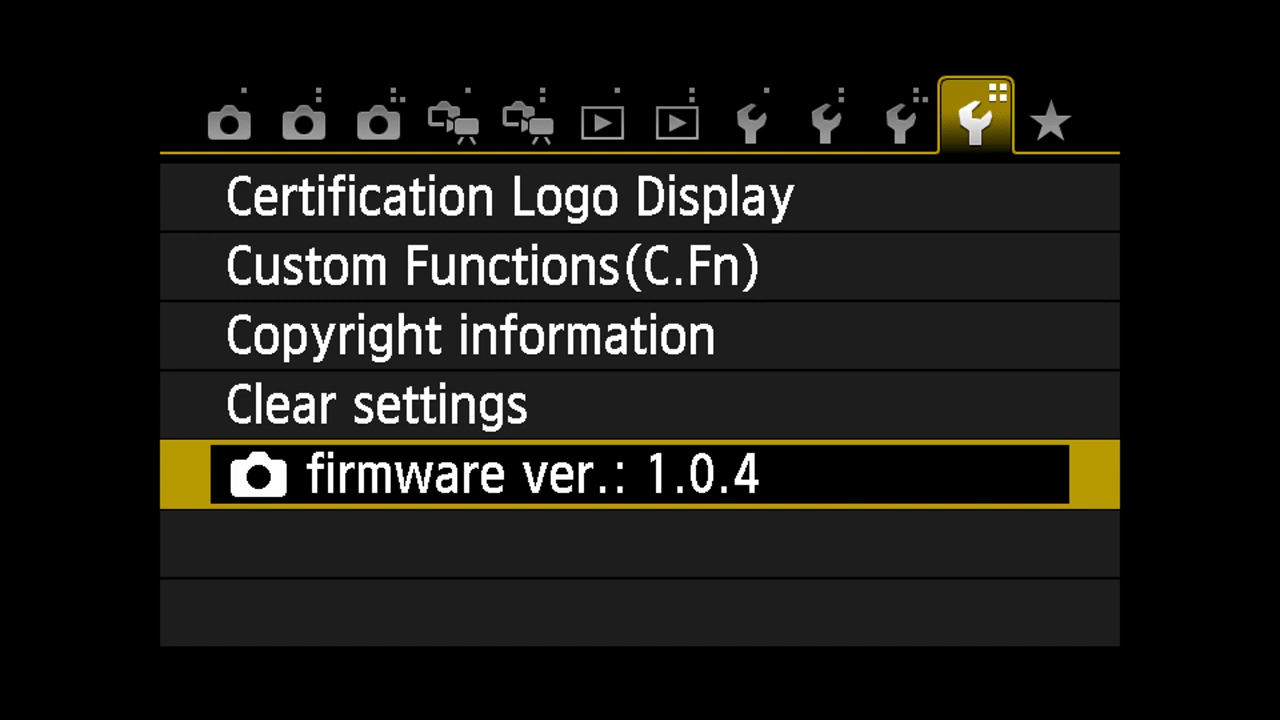 Certification Logo Display
Custom Functions(C.Fn)
Copyright information
Clear settings
firmware ver.: 1.0.4